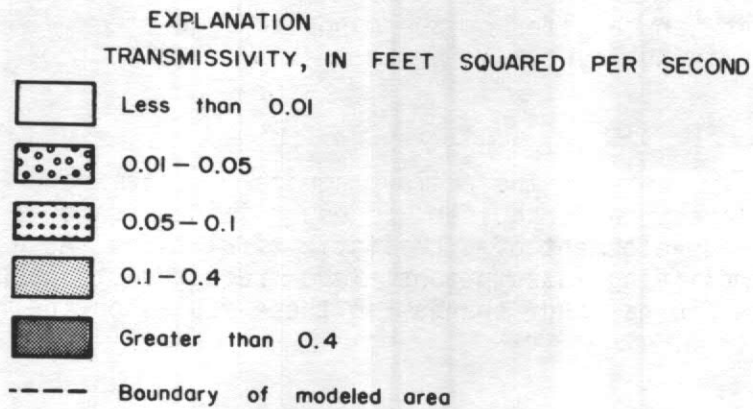 EXPLANATION
TRANSMISSIVITY, IN FEET SQUARED PER SECOND
Less than 0.01
0.01-0.05
0.05-0.1
0.1-0.4
Greater than 0.4
Boundary of modeled area